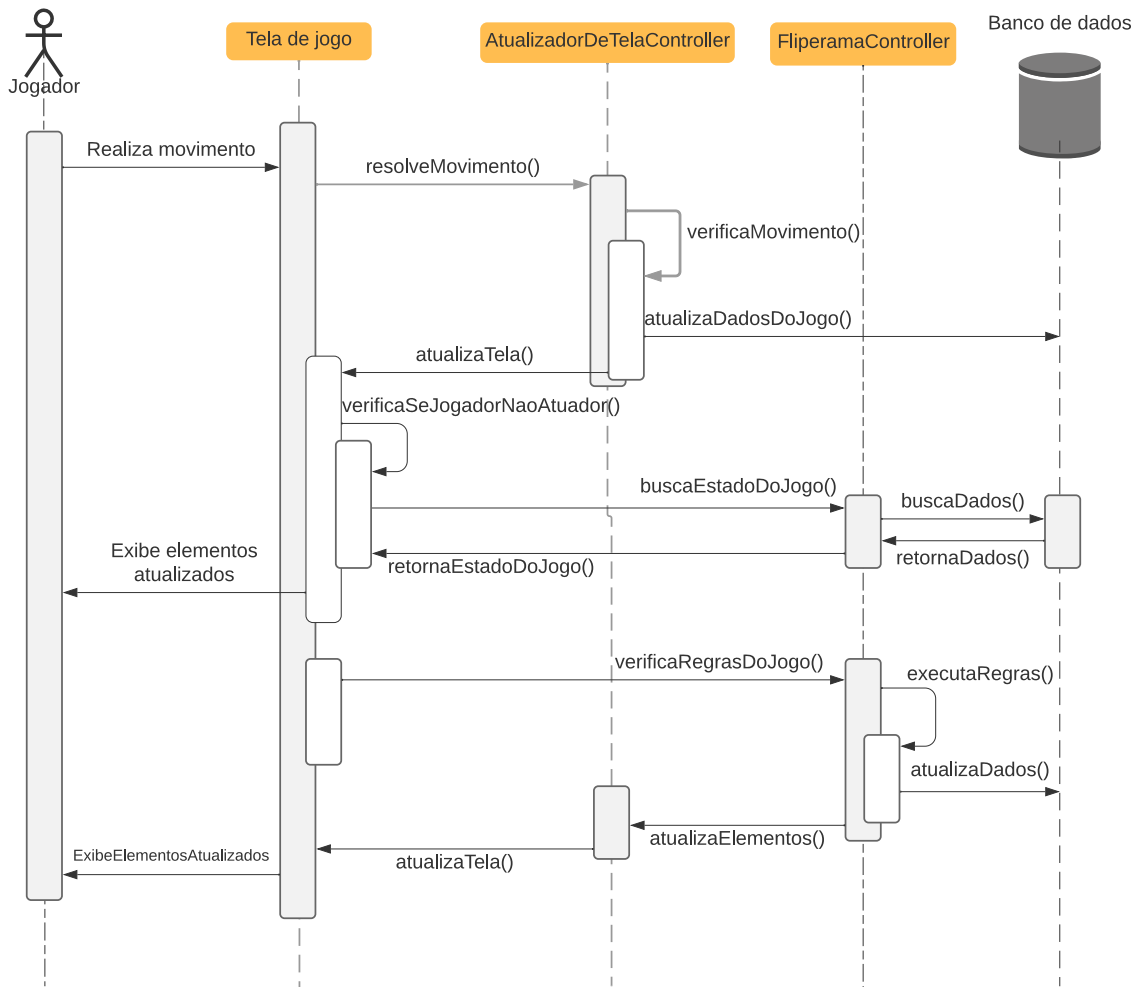 Banco de dados
Tela de jogo
AtualizadorDeTelaController
FliperamaController
Jogador
Realiza movimento
resolveMovimento()
verificaMovimento()
atualizaDadosDoJogo()
atualizaTela()
verificaSeJogadorNaoAtuador()
buscaEstadoDoJogo()
buscaDados()
Exibe elementos
atualizados
retornaEstadoDoJogo()
retornaDados()
verificaRegrasDoJogo()
executaRegras()
atualizaDados()
atualizaElementos()
ExibeElementosAtualizados
atualizaTela()